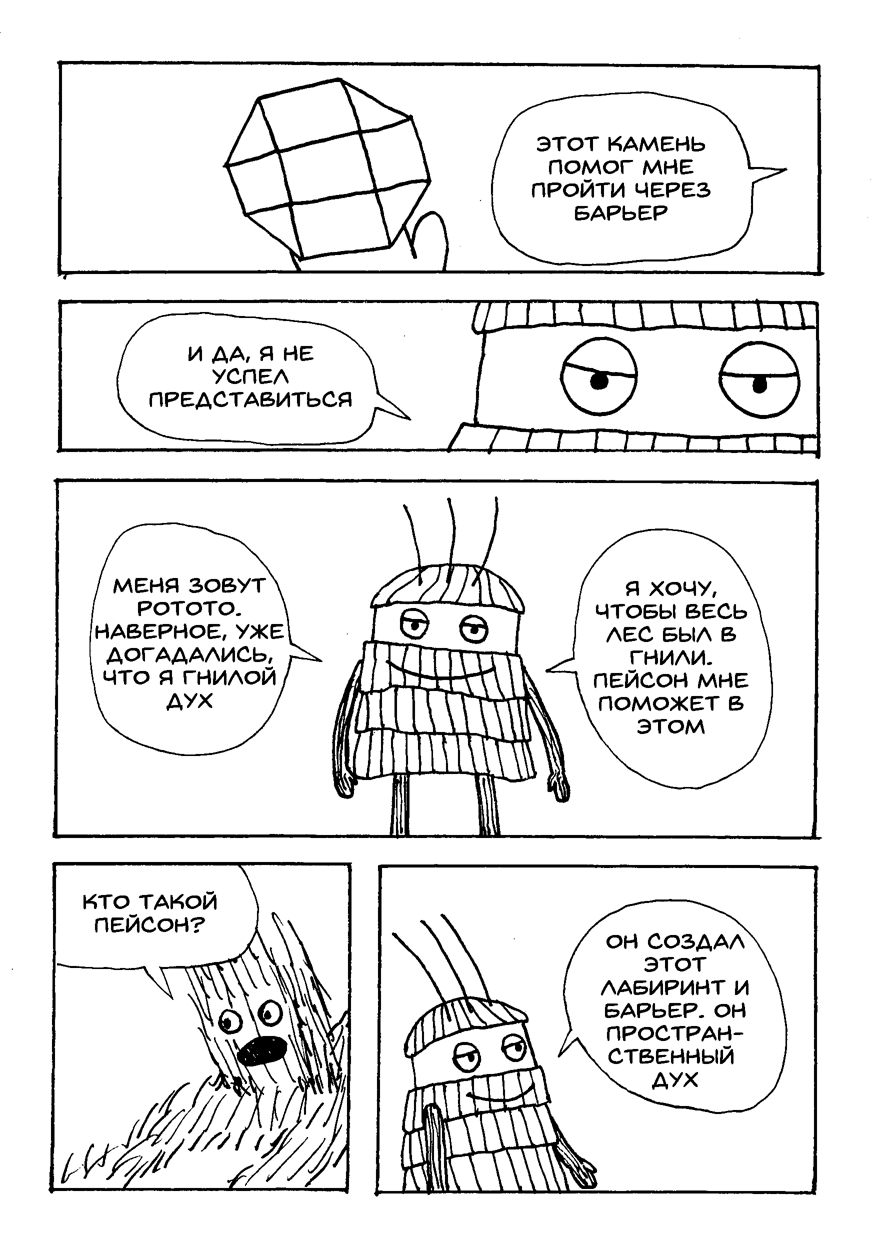 ЭТОТ КАМЕНЬ
ПОМОГ МНЕ
ПРОЙТИ ЧЕРЕЗ
БАРЬЕР
И ДА, Я НЕ
УСПЕЛ
ПРЕДСТАВИТЬСЯ
МЕНЯ ЗОВУТ
РОТОТО.
НАВЕРНОЕ, УЖЕ
ДОГАДАЛИСЬ,
ЧТО Я ГНИЛОЙ
ДУХ
Я ХОЧУ,
ЧТОБЫ ВЕСЬ
ЛЕС БЫЛ В
ГНИЛИ.
ПЕЙСОН МНЕ
ПОМОЖЕТ В
ЭТОМ
КТО ТАКОЙ
ПЕЙСОН?
ОН СОЗДАЛ
ЭТОТ
ЛАБИРИНТ И
БАРЬЕР. ОН
ПРОСТРАН-
СТВЕННЫЙ
ДУХ